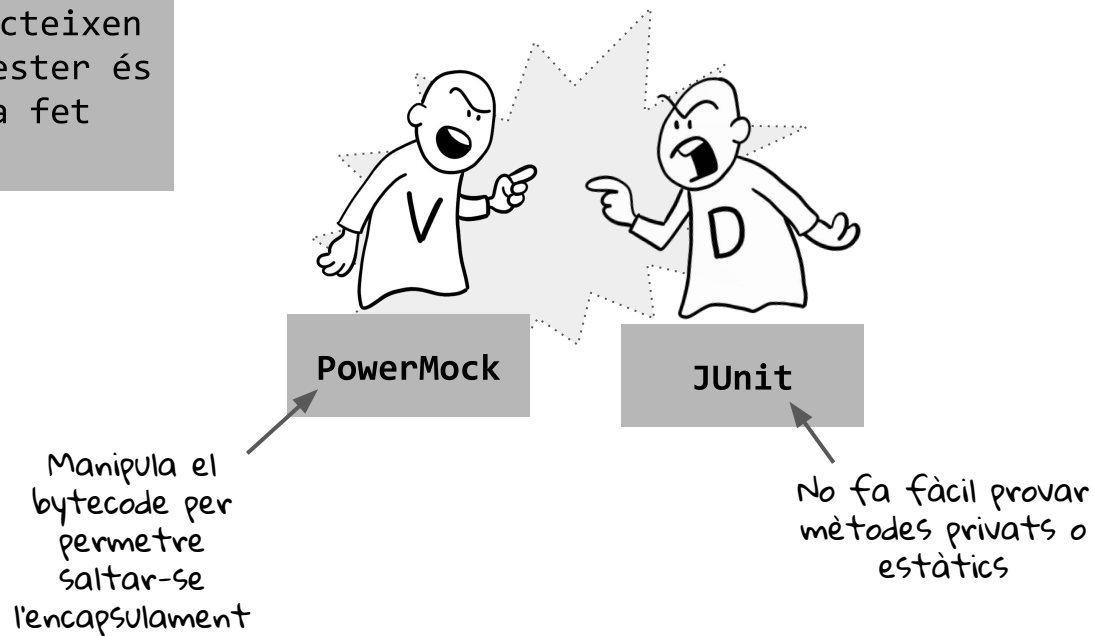 cteixen
ester és
a fet
V
D
PowerMock
JUnit
Manipula el
bytecode per
permetre
saltar-se
l'encapsulament
No fa fàcil provar
mètodes privats o
estàtics